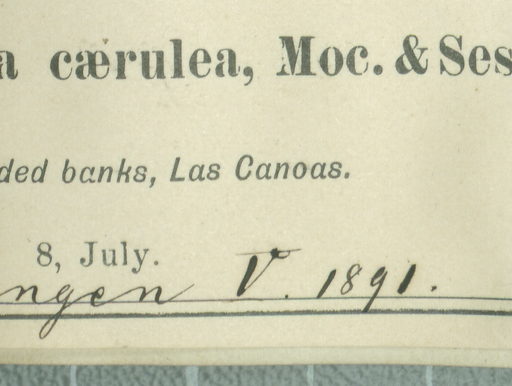 a cærulea, Moc. & Ses
ded banks, Las Canoas.
8, July.
ngen V. 1891.